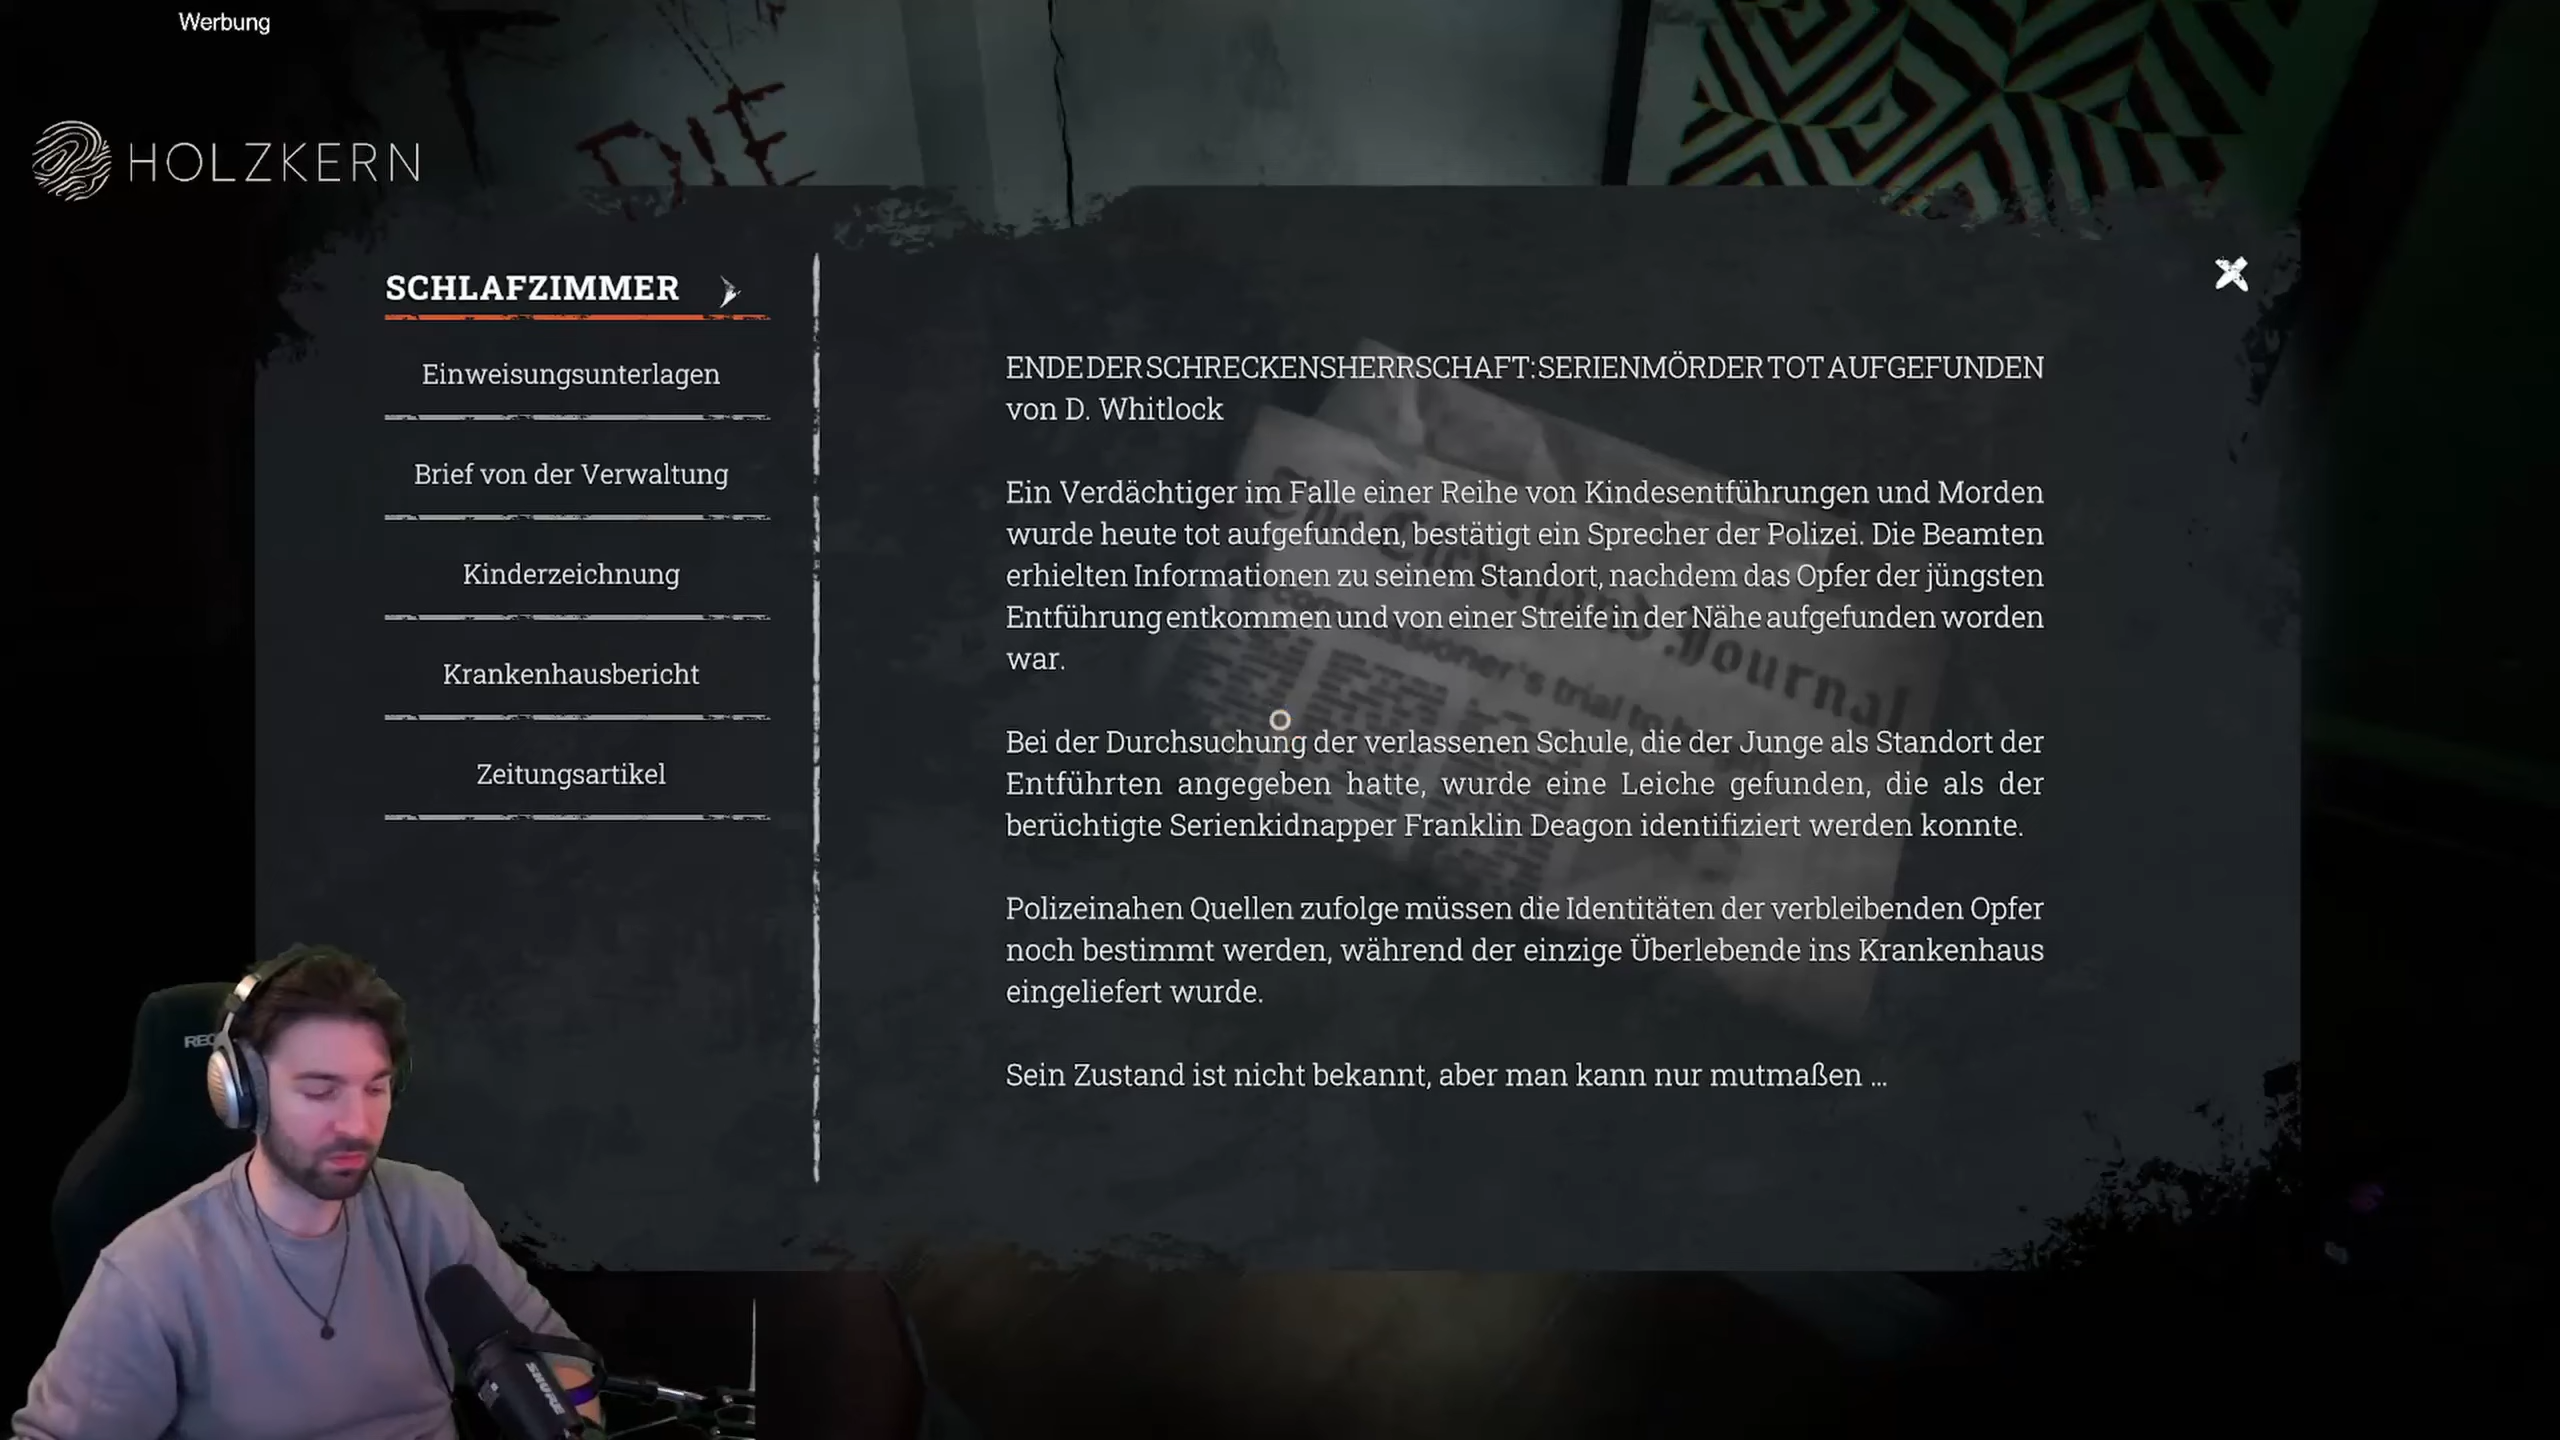 Werbung
HOLZKERN
DIE
SCHLAFZIMMER
Einweisungsunterlagen
Brief von der Verwaltung
Kinderzeichnung
Krankenhausbericht
Zeitungsartikel
ENDE DER SCHRECKENSHERRSCHAFT: SERIENMÖRDER TOT AUFGEFUNDEN
von D. Whitlock
Ein Verdächtiger im Falle einer Reihe von Kindesentführungen und Morden
wurde heute tot aufgefunden, bestätigt ein Sprecher der Polizei. Die Beamten
erhielten Informationen zu seinem Standort, nachdem das Opfer der jüngsten
Entführung entkommen und von einer Streife in der Nähe aufgefunden worden
war.
Bei der Durchsuchung der verlassenen Schule, die der Junge als Standort der
Entführten angegeben hatte, wurde eine Leiche gefunden, die als der
berüchtigte Serienkidnapper Franklin Deagon identifiziert werden konnte.
Polizeinahen Quellen zufolge müssen die Identitäten der verbleibenden Opfer
noch bestimmt werden, während der einzige Überlebende ins Krankenhaus
eingeliefert wurde.
Sein Zustand ist nicht bekannt, aber man kann nur mutmaßen ...
Journal
trial to
SHURE